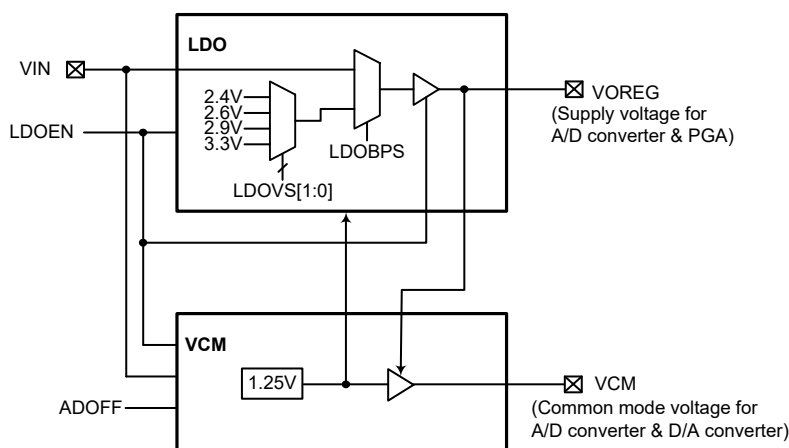 LDO
VIN
VOREG
(Supply voltage for
A/D converter & PGA)
2.4V
2.6V
2.9V
3.3V
LDOEN
LDOBPS
LDOVS[1:0]
VCM
1.25V
VCM
(Common mode voltage for
A/D converter & D/A converter)
ADOFF